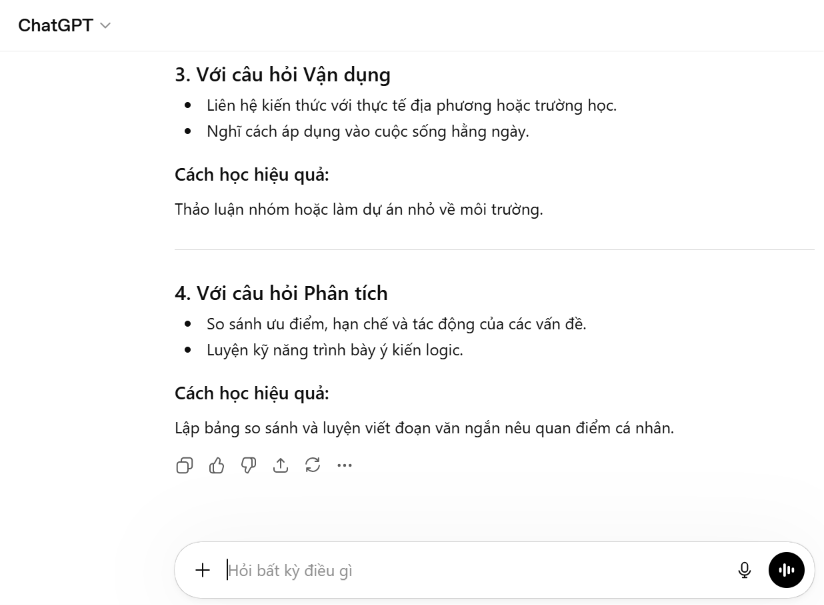 ChatGPT
3. Với câu hỏi Vận dụng
Liên hệ kiến thức với thực tế địa phương hoặc trường học.
Nghĩ cách áp dụng vào cuộc sống hằng ngày.
Cách học hiệu quả:
Thảo luận nhóm hoặc làm dự án nhỏ về môi trường.
4. Với câu hỏi Phân tích
So sánh ưu điểm, hạn chế và tác động của các vấn đề.
Luyện kỹ năng trình bày ý kiến logic.
Cách học hiệu quả:
Lập bảng so sánh và luyện viết đoạn văn ngắn nêu quan điểm cá nhân.
Hỏi bất kỳ điều gì